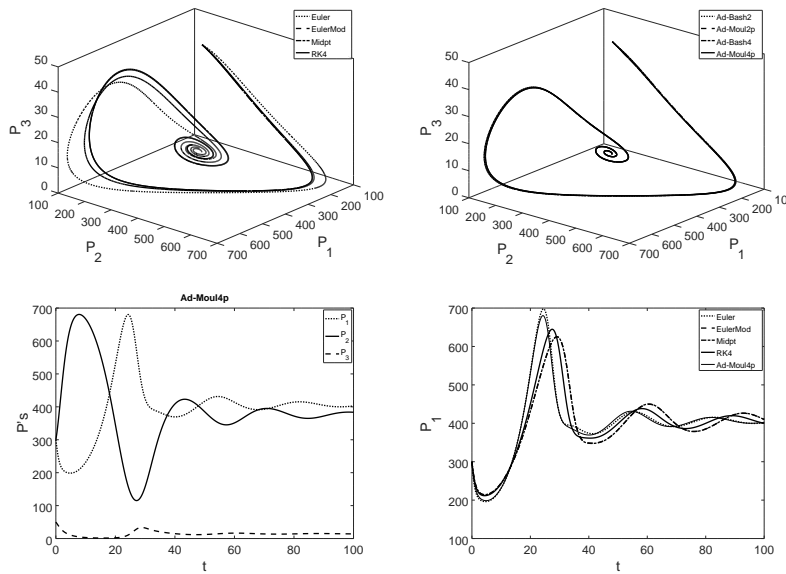 Euler
EulerMod
Midpt
RK4
50
40
30
20
10
0
P3
100
200
300
400
500
600
700
P2
700
600
500
400
300
200
100
P1
Ad-Bash2
Ad-Moul2p
Ad-Bash4
Ad-Moul4p
50
40
30
20
10
0
P3
100
200
300
400
500
600
700
P2
700
600
500
400
300
200
10
P1
Ad-Moul4p
700
600
500
400
300
200
100
0
P's
0
20
40
60
80
100
t
P1
P2
P3
700
600
500
400
300
200
100
P1
0
20
40
60
80
100
t
Euler
EulerMod
Midpt
RK4
Ad-Moul4p